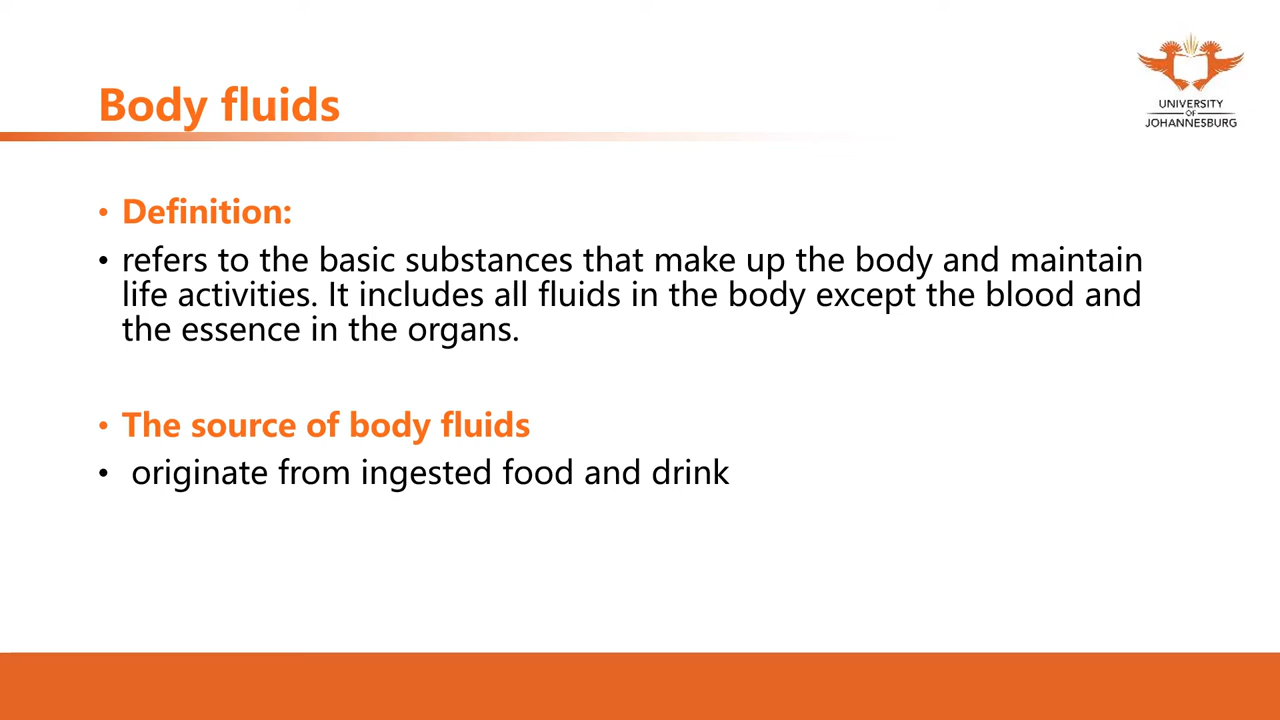 Body fluids
UNIVERSITY
OF
JOHANNESBURG
• Definition:
• refers to the basic substances that make up the body and maintain
life activities. It includes all fluids in the body except the blood and
the essence in the organs.
• The source of body fluids
• originate from ingested food and drink